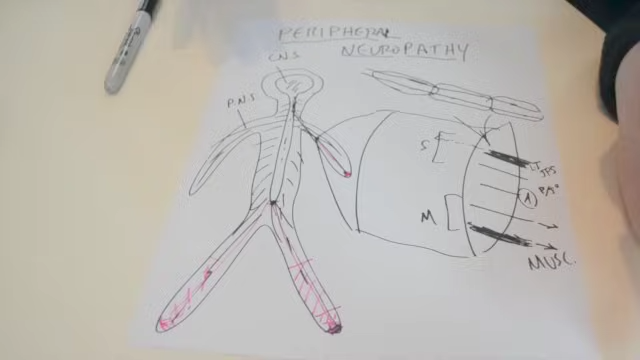 PERIPHERAL
NEUROPATHY
CNS
P.N.S
S
M
MUSC.